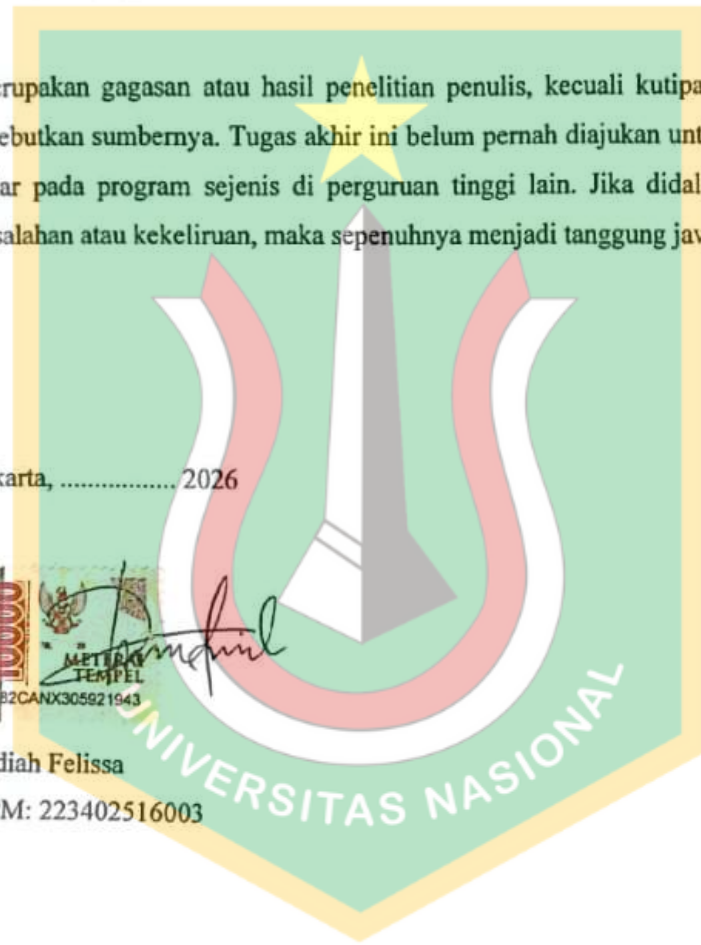 erupakan gagasan atau hasil penelitian penulis, kecuali kutipa
ebutkan sumbernya. Tugas akhir ini belum pernah diajukan unt
ar pada program sejenis di perguruan tinggi lain. Jika didal
salahan atau kekeliruan, maka sepenuhnya menjadi tanggung jav
karta, ................. 2026
METERAI
TEMPEL
B2CANX305921943
diah Felissa
M: 223402516003
UNIVERSITAS NASIONAL